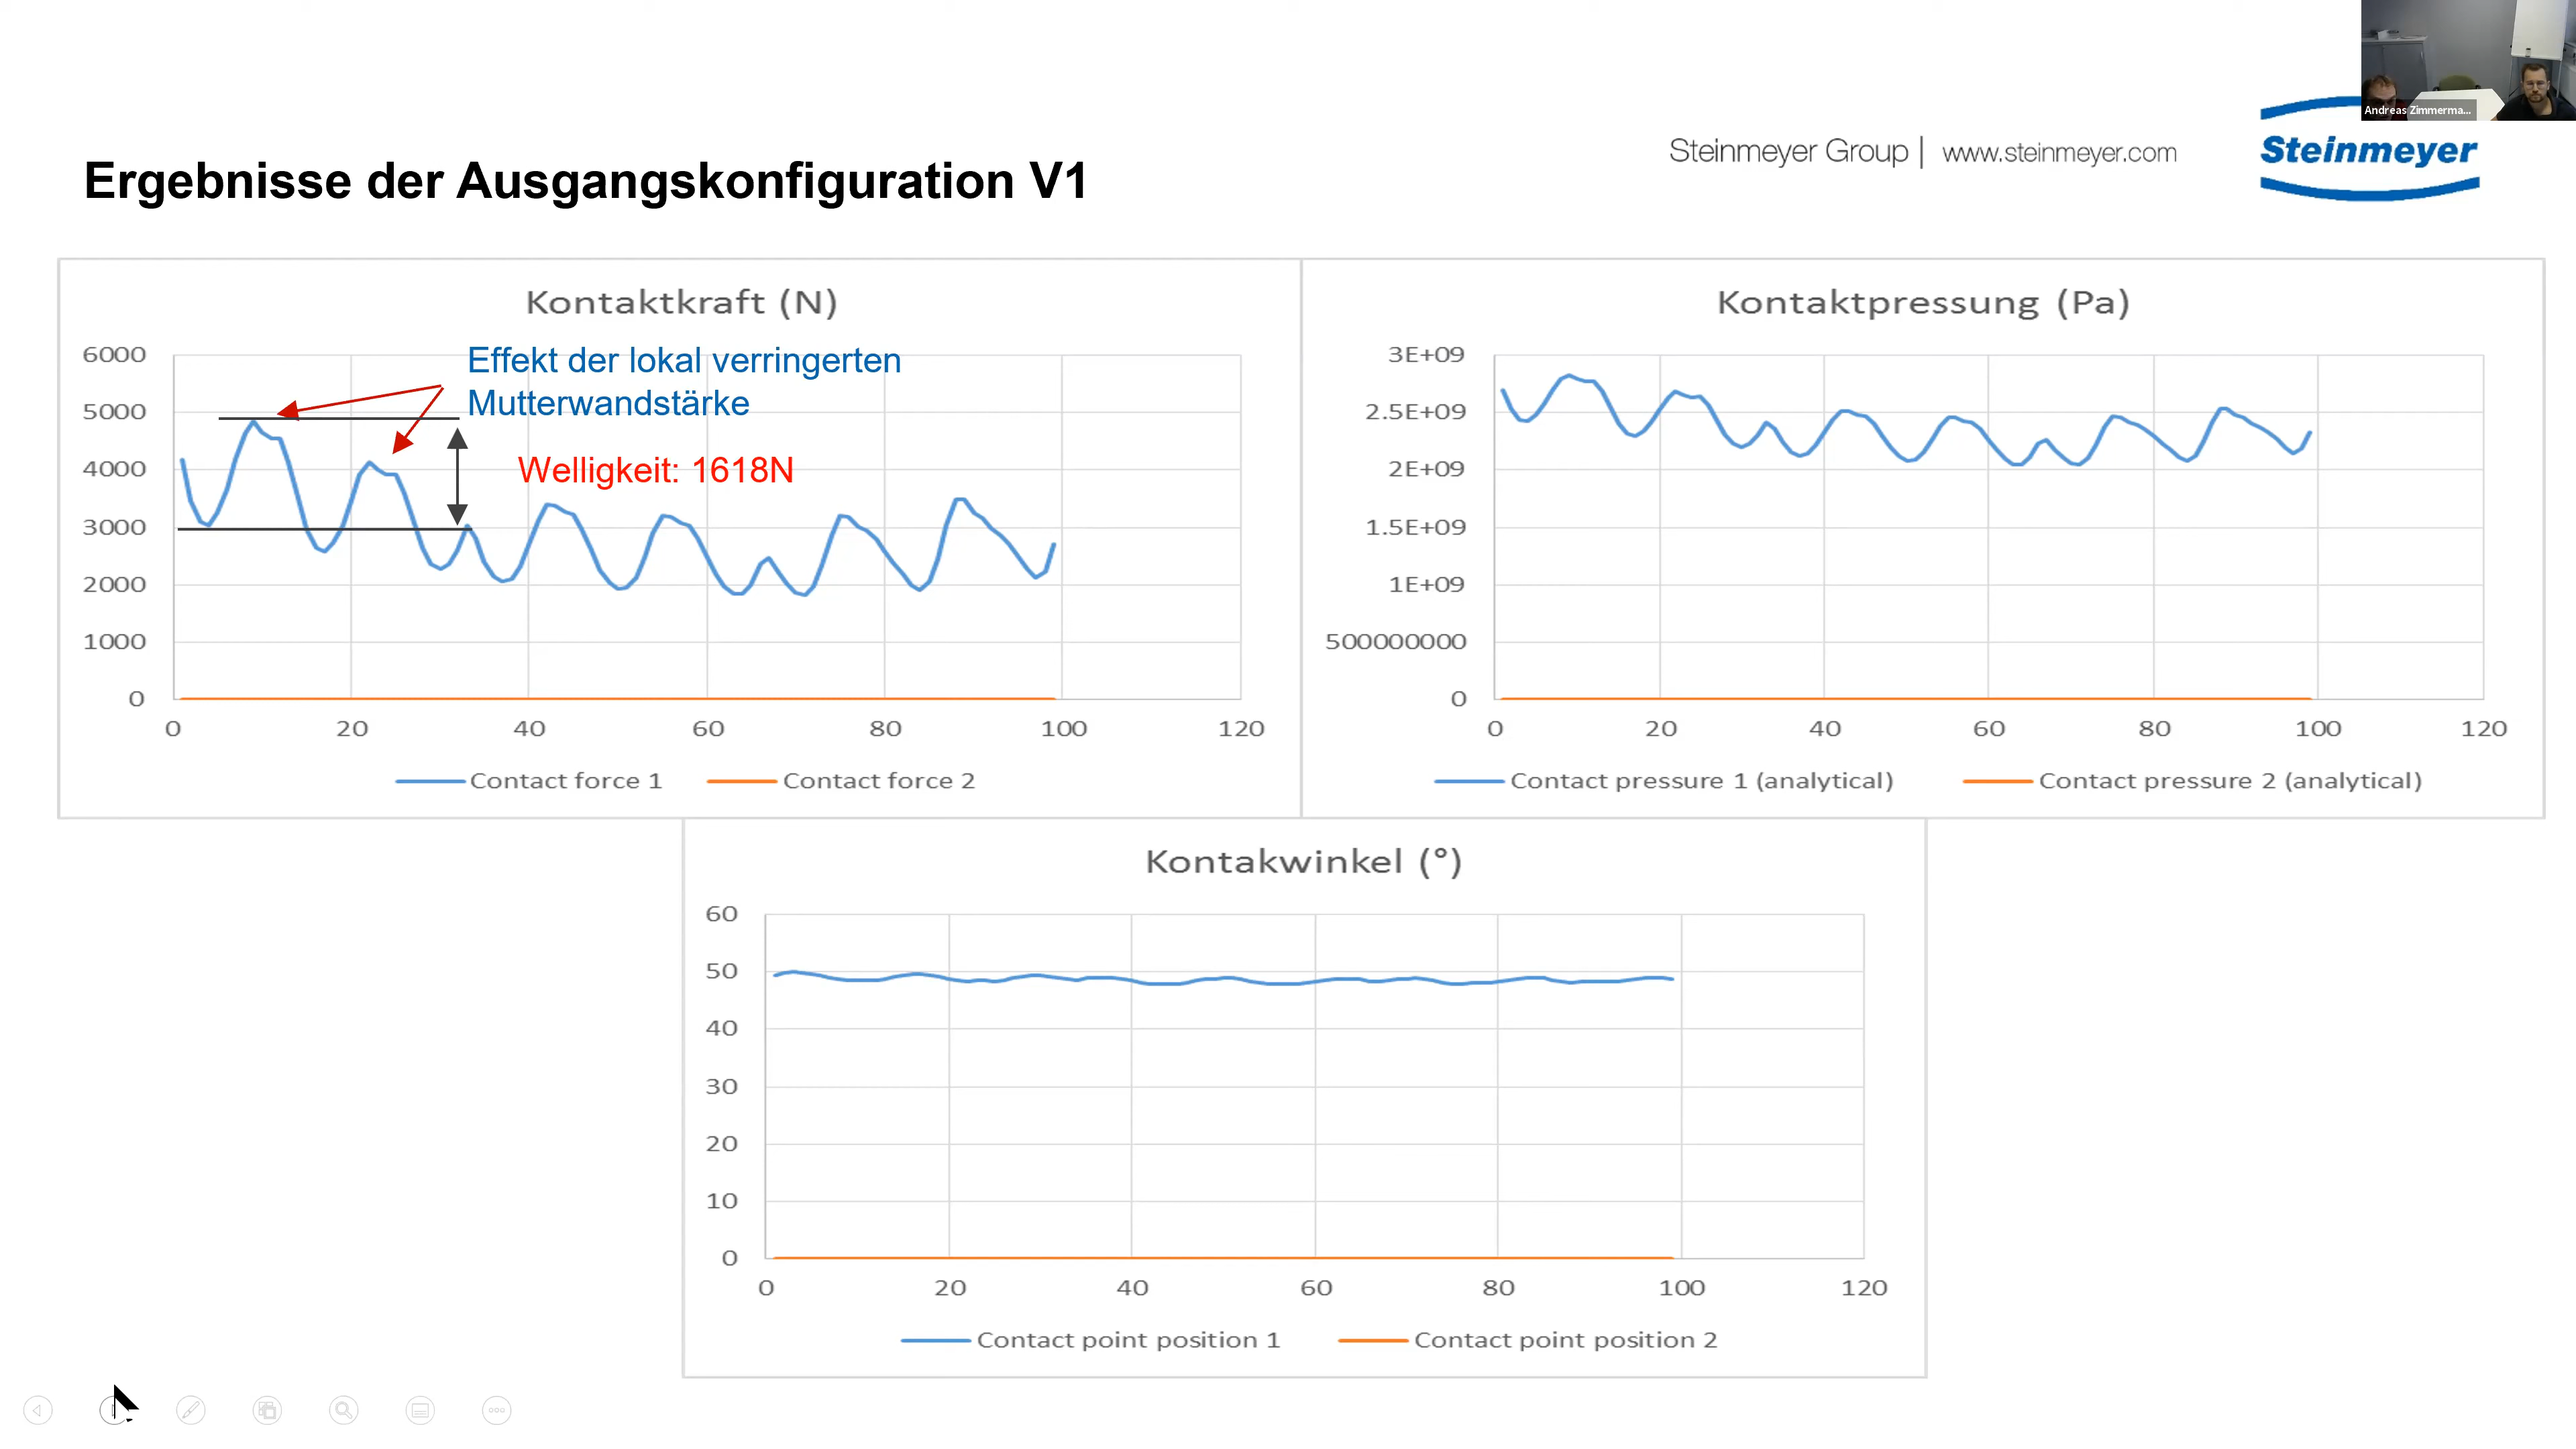 Andreas Zimmerma...
Steinmeyer Group | www.steinmeyer.com
Steinmeyer
Ergebnisse der Ausgangskonfiguration V1
Kontaktkraft (N)
Effekt der lokal verringerten
Mutterwandstärke
Welligkeit: 1618N
6000
5000
4000
3000
2000
1000
0
0 20 40 60 80 100 120
Contact force 1 Contact force 2
Kontaktpressung (Pa)
3E+09
2.5E+09
2E+09
1.5E+09
1E+09
500000000
0
0 20 40 60 80 100 120
Contact pressure 1 (analytical) Contact pressure 2 (analytical)
Kontakwinkel (°)
60
50
40
30
20
10
0
0 20 40 60 80 100 120
Contact point position 1 Contact point position 2